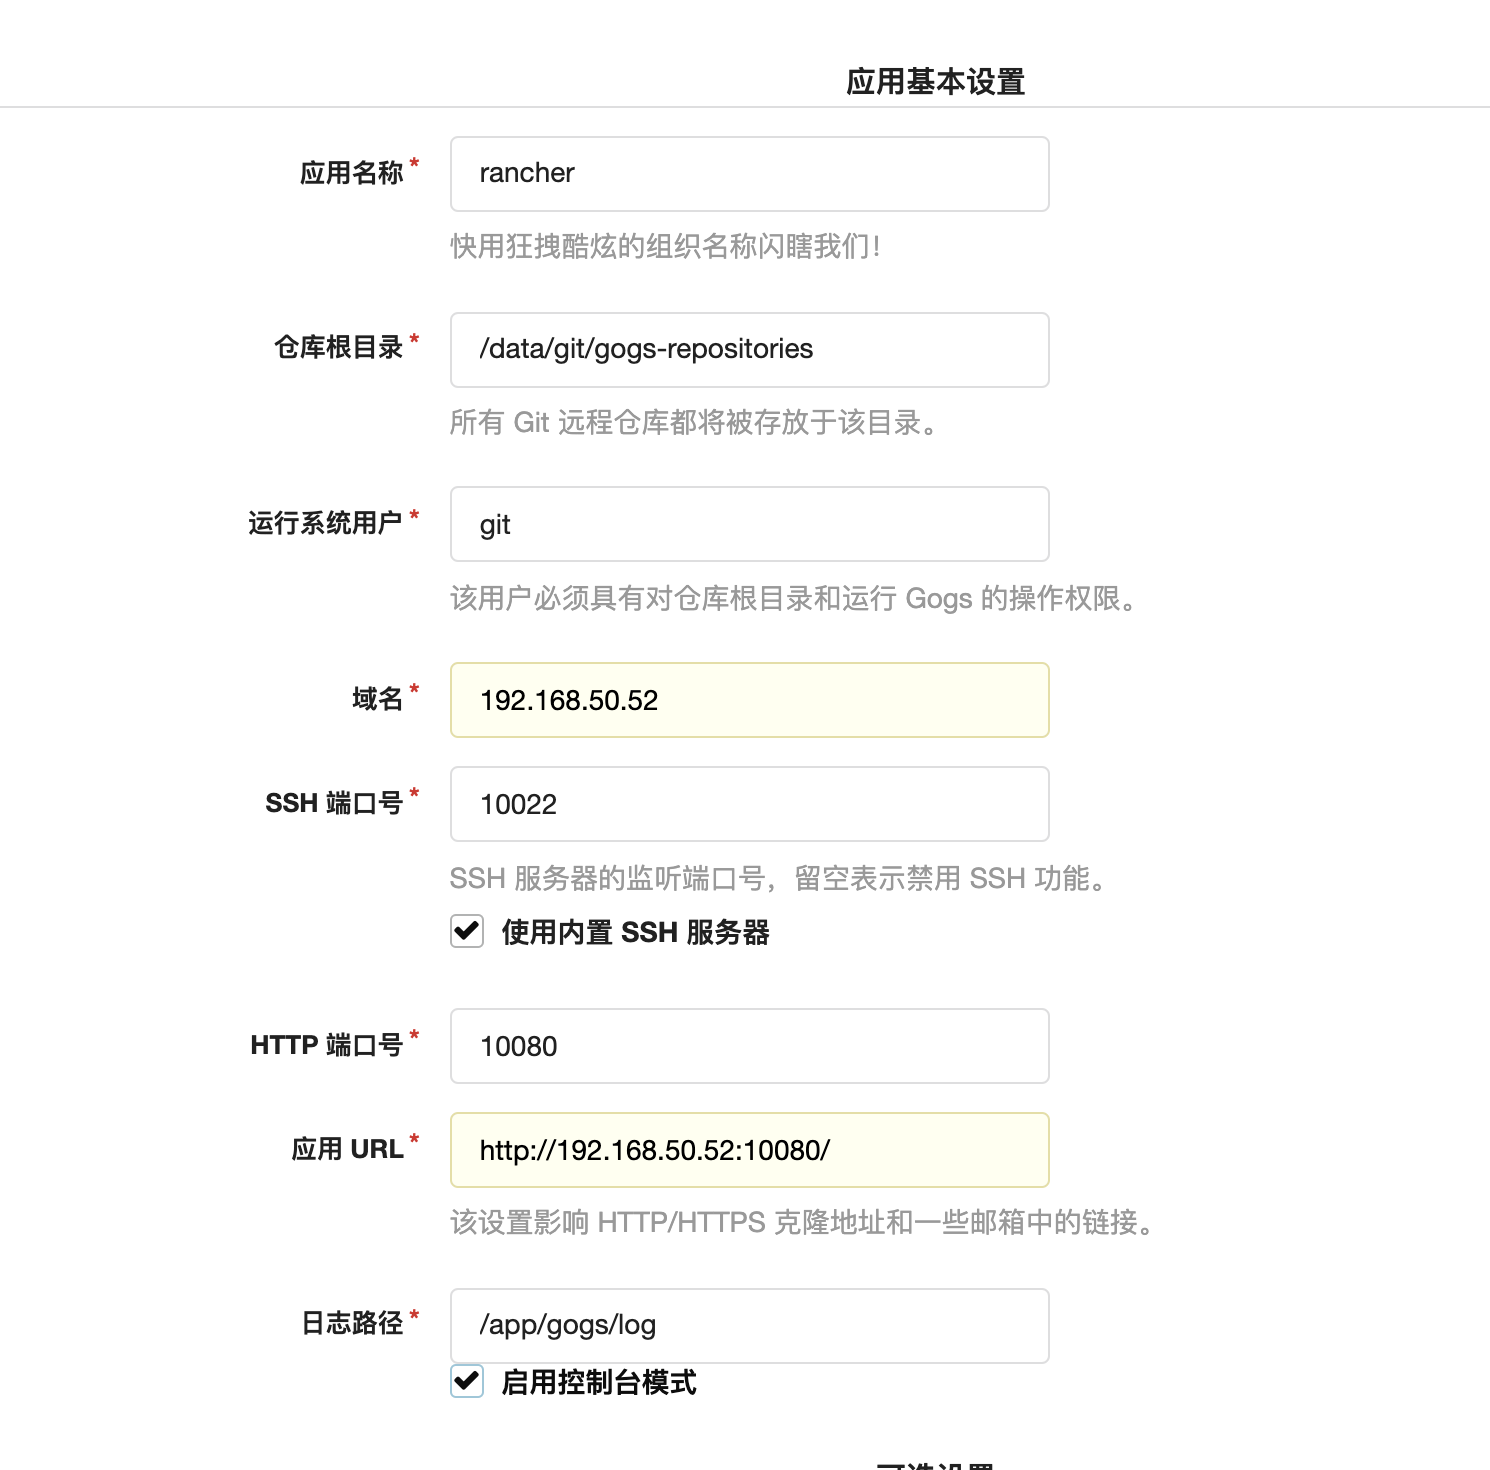 应用基本设置
应用名称*
rancher
快用狂拽酷炫的组织名称闪瞎我们！
仓库根目录*
/data/git/gogs-repositories
所有 Git 远程仓库都将被存放于该目录。
运行系统用户*
git
该用户必须具有对仓库根目录和运行 Gogs 的操作权限。
域名*
192.168.50.52
SSH 端口号*
10022
SSH 服务器的监听端口号，留空表示禁用 SSH 功能。
使用内置 SSH 服务器
HTTP 端口号*
10080
应用 URL*
http://192.168.50.52:10080/
该设置影响 HTTP/HTTPS 克隆地址和一些邮箱中的链接。
日志路径*
/app/gogs/log
启用控制台模式
可选设置